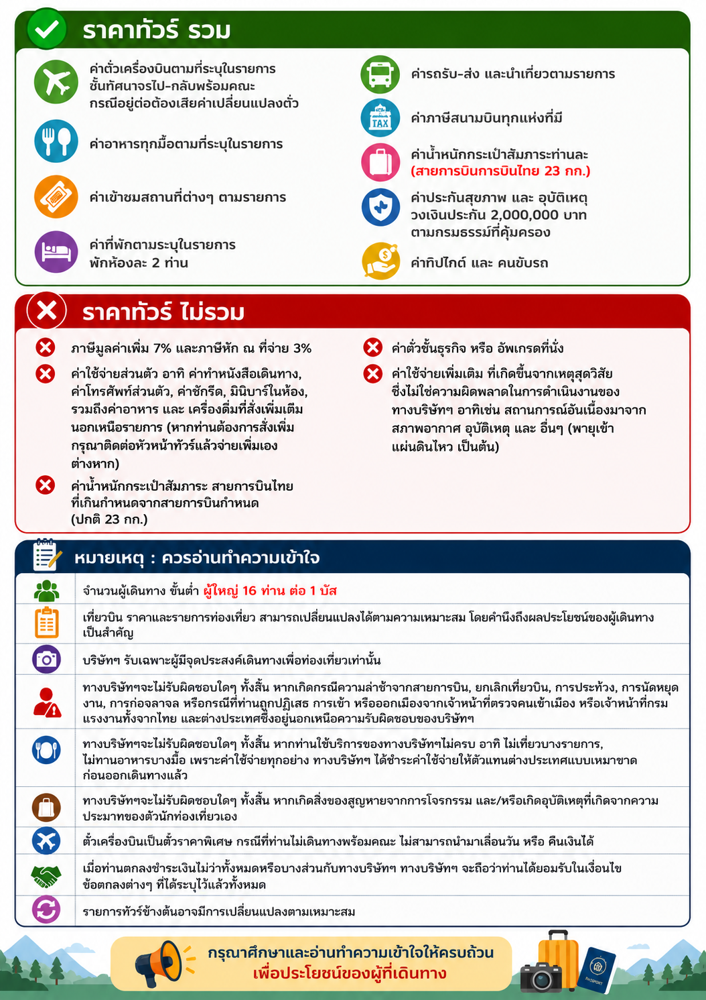 ราคาทัวร์ รวม
ค่าตั่วเครื่องบินตามที่ระบุในรายการ
ชั้นทัศนาจรไป-กลับพร้อมคณะ
กรณีอยู่ต่อต้องเสียค่าเปลี่ยนแปลงตั่ว
ค่าอาหารทุกมื้อตามที่ระบุในรายการ
ค่าเข้าชมสถานที่ต่างๆ ตามรายการ
ค่าที่พักตามระบุในรายการ
พักห้องละ 2 ท่าน
ค่ารถรับ-ส่ง และนำเที่ยวตามรายการ
TAX
ค่าภาษีสนามบินทุกแห่งที่มี
ค่าน้ำหนักกระเป๋าสัมภาระท่านละ
(สายการบินการบินไทย 23 กก.)
ค่าประกันสุขภาพ และ อุบัติเหตุ
วงเงินประกัน 2,000,000 บาท
ตามกรมธรรม์ที่คุ้มครอง
ค่าทิปไกด์ และ คนขับรถ
ราคาทัวร์ ไม่รวม
ภาษีมูลค่าเพิ่ม 7% และภาษีหัก ณ ที่จ่าย 3%
ค่าใช้จ่ายส่วนตัว อาทิ ค่าทำหนังสือเดินทาง,
ค่าโทรศัพท์ส่วนตัว, ค่าซักรีด, มินิบาร์ในห้อง,
รวมถึงค่าอาหาร และ เครื่องดื่มที่สั่งเพิ่มเติม
นอกเหนือรายการ (หากท่านต้องการสั่งเพิ่ม
กรุณาติดต่อหัวหน้าทัวร์แล้วจ่ายเพิ่มเอง
ต่างหาก)
ค่าน้ำหนักกระเป๋าสัมภาระ สายการบินไทย
ที่เกินกำหนดจากสายการบินกำหนด
(ปกติ 23 กก.)
ค่าตั่วชั้นธุรกิจ หรือ อัพเกรดที่นั่ง
ค่าใช้จ่ายเพิ่มเติม ที่เกิดขึ้นจากเหตุสุดวิสัย
ซึ่งไม่ใช่ความผิดพลาดในการดำเนินงานของ
ทางบริษัทฯ อาทิเช่น สถานการณ์อันเนื่องมาจาก
สภาพอากาศ อุบัติเหตุ และ อื่นๆ (พายุเข้า
แผ่นดินไหว เป็นต้น)
หมายเหตุ : ควรอ่านทำความเข้าใจ
จำนวนผู้เดินทาง ขั้นต่ำ ผู้ใหญ่ 16 ท่าน ต่อ 1 บัส
เที่ยวบิน ราคาและรายการท่องเที่ยว สามารถเปลี่ยนแปลงได้ตามความเหมาะสม โดยคำนึงถึงผลประโยชน์ของผู้เดินทาง
เป็นสำคัญ
บริษัทฯ รับเฉพาะผู้มีจุดประสงค์เดินทางเพื่อท่องเที่ยวเท่านั้น
ทางบริษัทฯจะไม่รับผิดชอบใดๆ ทั้งสิ้น หากเกิดกรณีความล่าช้าจากสายการบิน, ยกเลิกเที่ยวบิน, การประท้วง, การนัดหยุด
งาน, การก่อจลาจล หรือกรณีที่ท่านถูกปฏิเสธ การเข้า หรือออกเมืองจากเจ้าหน้าที่ตรวจคนเข้าเมือง หรือเจ้าหน้าที่กรม
แรงงานทั้งจากไทย และต่างประเทศซึ่งอยู่นอกเหนือความรับผิดชอบของบริษัทฯ
ทางบริษัทฯจะไม่รับผิดชอบใดๆ ทั้งสิ้น หากท่านใช้บริการของทางบริษัทฯไม่ครบ อาทิ ไม่เที่ยวบางรายการ,
ไม่ทานอาหารบางมื้อ เพราะค่าใช้จ่ายทุกอย่าง ทางบริษัทฯ ได้ชำระค่าใช้จ่ายให้ตัวแทนต่างประเทศแบบเหมาขาด
ก่อนออกเดินทางแล้ว
ทางบริษัทฯจะไม่รับผิดชอบใดๆ ทั้งสิ้น หากเกิดสิ่งของสูญหายจากการโจรกรรม และ/หรือเกิดอุบัติเหตุที่เกิดจากความ
ประมาทของตัวนักท่องเที่ยวเอง
ตั้วเครื่องบินเป็นตั้วราคาพิเศษ กรณีที่ท่านไม่เดินทางพร้อมคณะ ไม่สามารถนำมาเลื่อนวัน หรือ คืนเงินได้
เมื่อท่านตกลงชำระเงินไม่ว่าทั้งหมดหรือบางส่วนกับทางบริษัทฯ ทางบริษัทฯ จะถือว่าท่านได้ยอมรับในเงื่อนไข
ข้อตกลงต่างๆ ที่ได้ระบุไว้แล้วทั้งหมด
รายการทัวร์ข้างต้นอาจมีการเปลี่ยนแปลงตามเหมาะสม
กรุณาศึกษาและอ่านทำความเข้าใจให้ครบถ้วน
เพื่อประโยชน์ของผู้ที่เดินทาง
PASSPORT